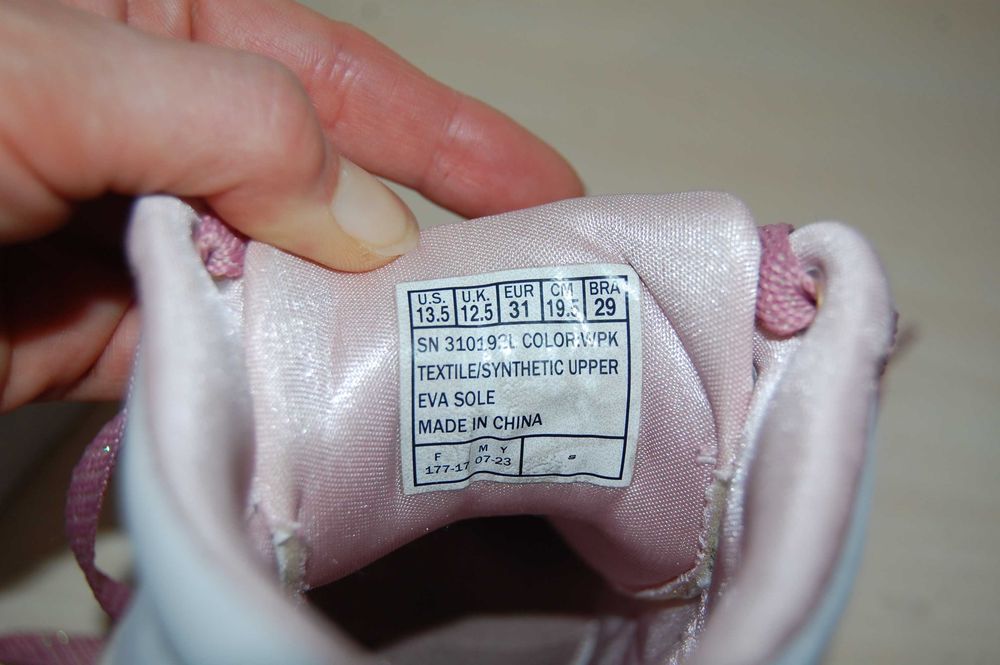 U.S. U.K. EUR CM BRA
13.5 12.5 31 19.5 29
SN 310192L COLOR:WPK
TEXTILE/SYNTHETIC UPPER
EVA SOLE
MADE IN CHINA
F M Y
177-17 07-23